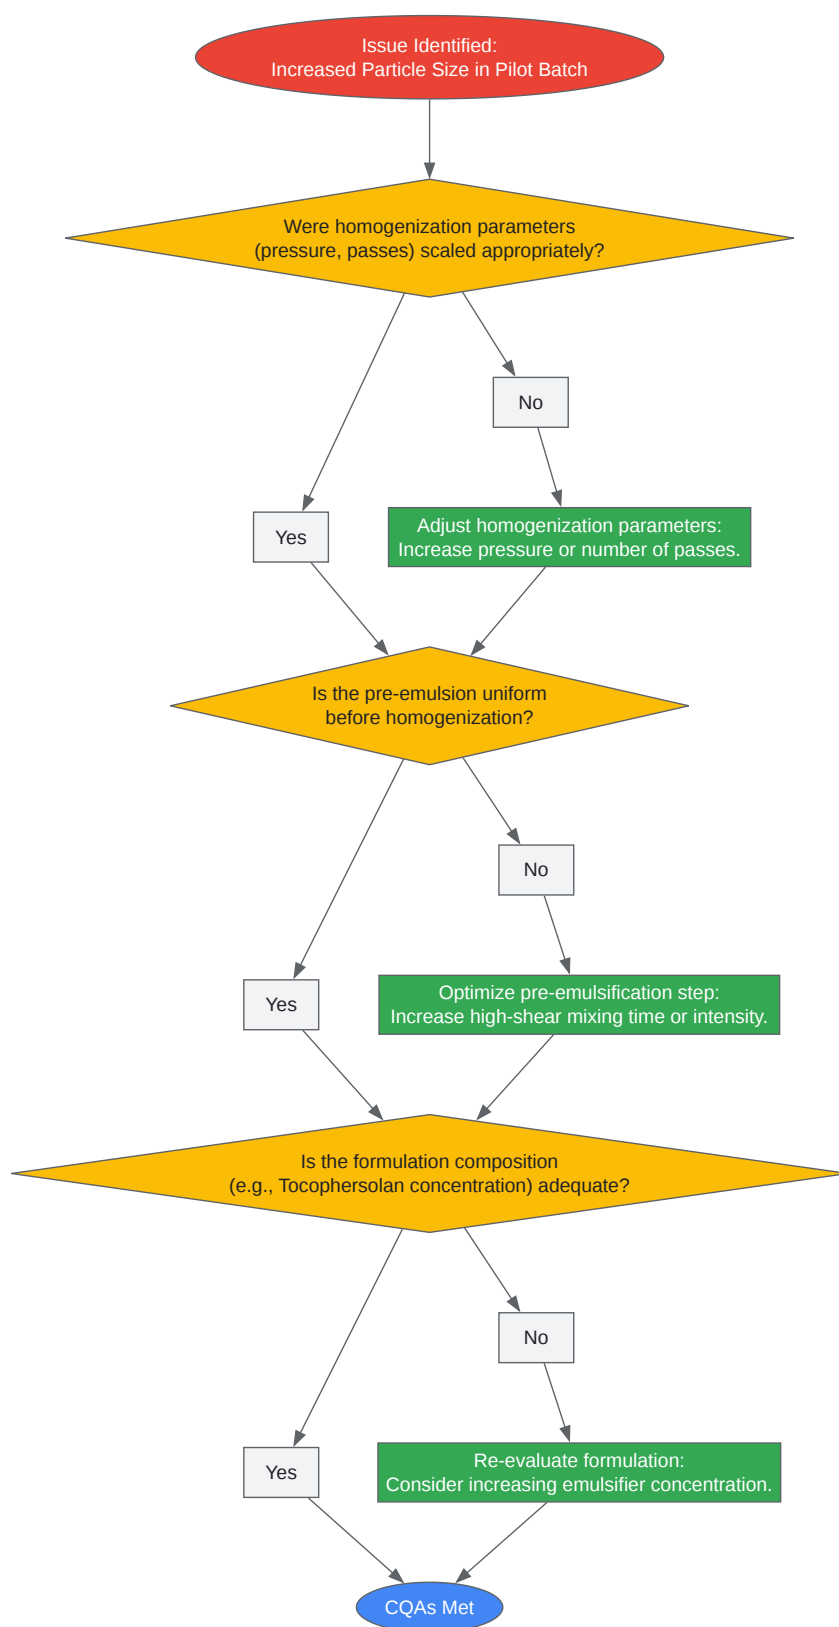 Issue Identified:
Increased Particle Size in Pilot Batch
Were homogenization parameters
(pressure, passes) scaled appropriately?
No
Yes
Adjust homogenization parameters:
Increase pressure or number of passes.
Is the pre-emulsion uniform
before homogenization?
No
Yes
Optimize pre-emulsification step:
Increase high-shear mixing time or intensity.
Is the formulation composition
(e.g., Tocophersolan concentration) adequate?
No
Yes
Re-evaluate formulation:
Consider increasing emulsifier concentration.
CQAs Met